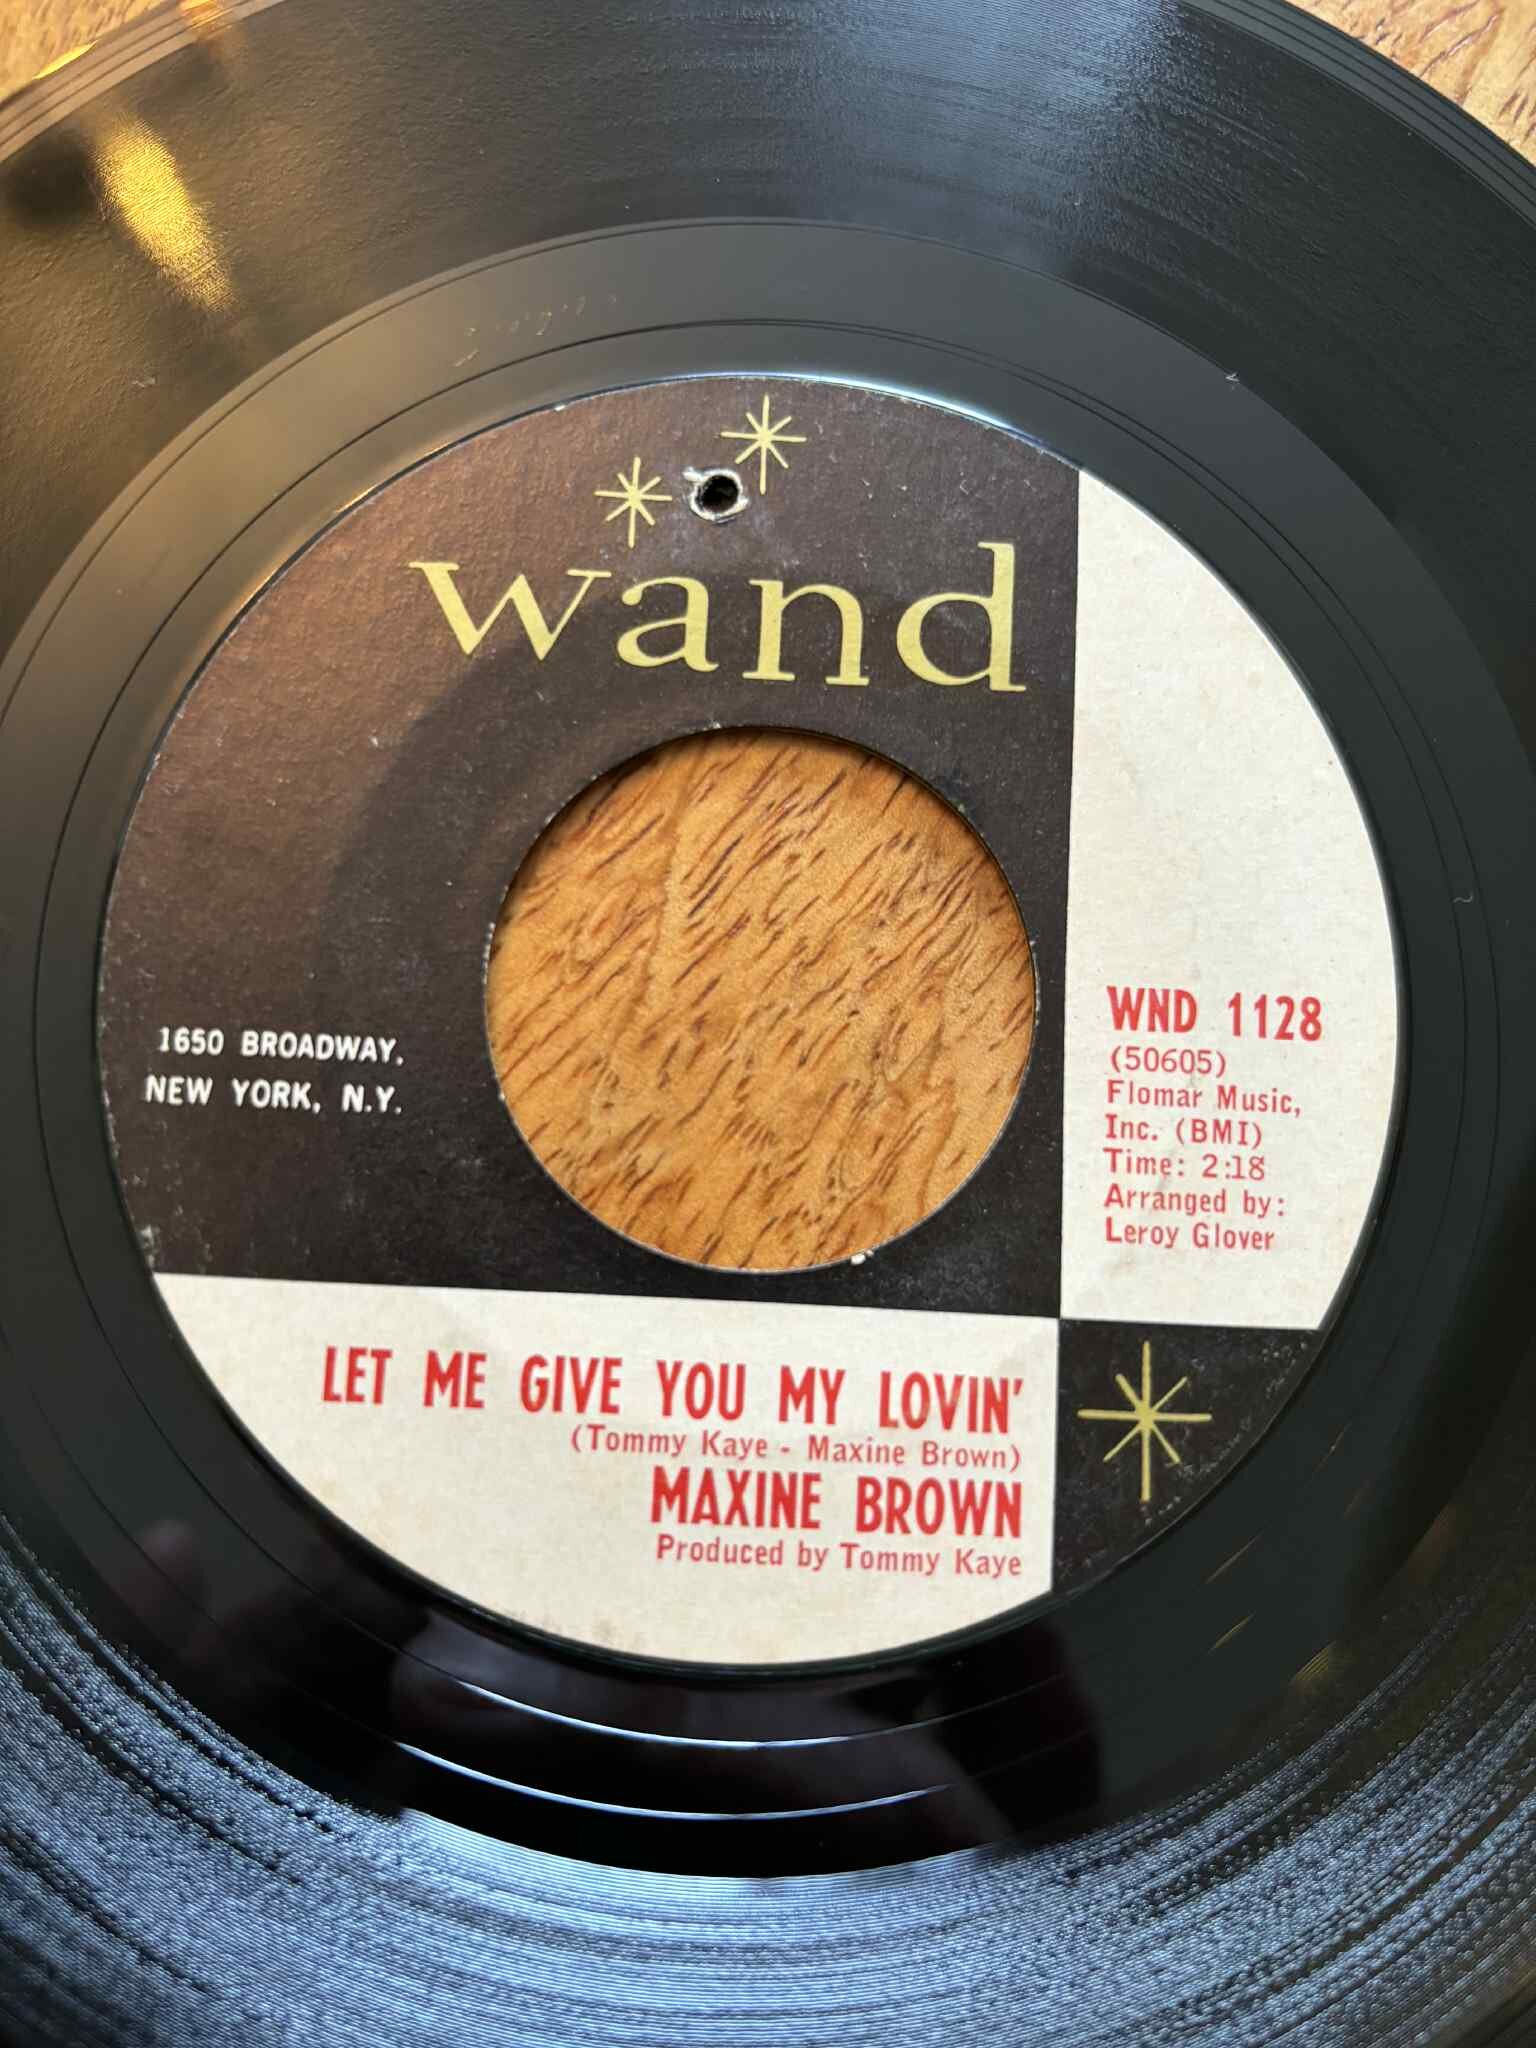 wand
1650 BROADWAY.
NEW YORK, N.Y.
WND 1128
(50605)
Flomar Music,
Inc. (BMI)
Time: 2:18
Arranged by:
Leroy Glover
LET ME GIVE YOU MY LOVIN'
(Tommy Kaye - Maxine Brown)
MAXINE BROWN
Produced by Tommy Kaye